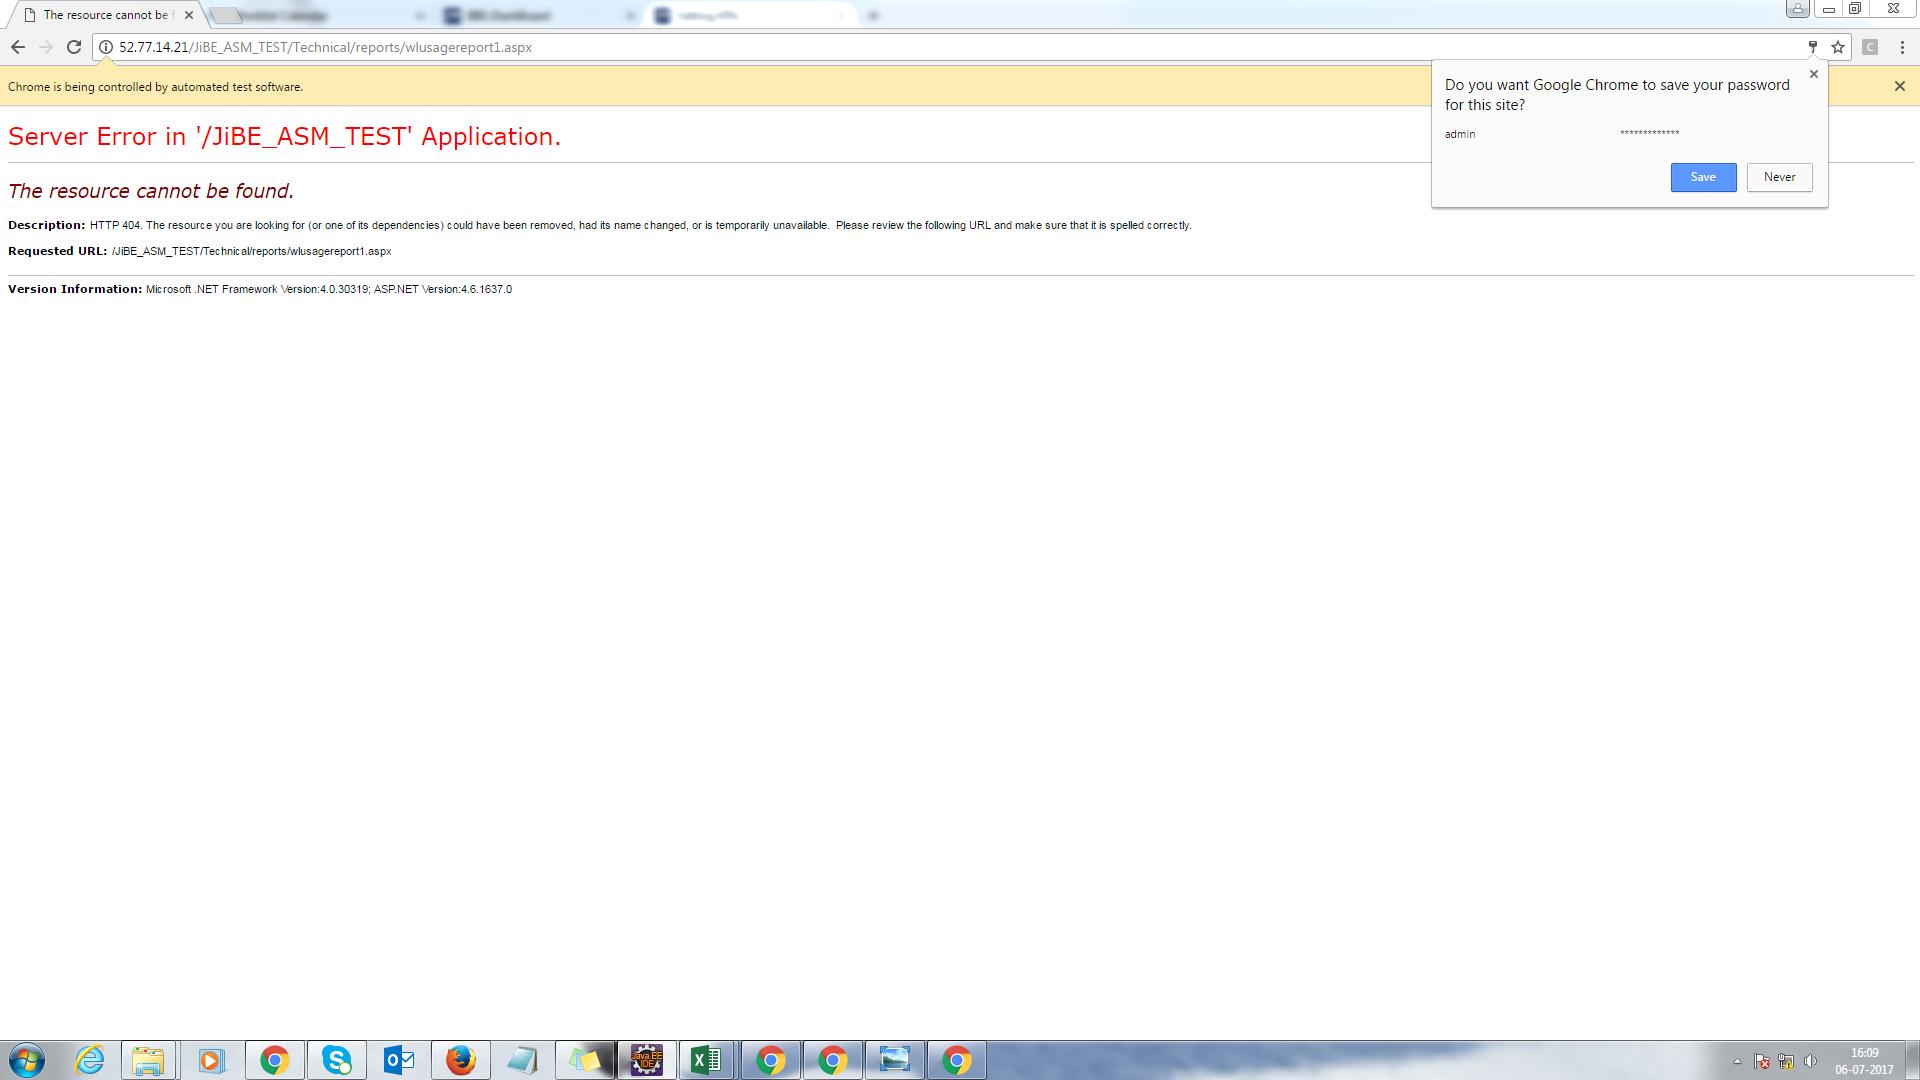 The resource cannot be f
52.77.14.21/JiBE_ASM_TEST/Technical/reports/wlusagereport1.aspx
C
Chrome is being controlled by automated test software.
Do you want Google Chrome to save your password
for this site?
admin *************
Save Never
Server Error in '/JiBE_ASM_TEST' Application.
The resource cannot be found.
Description: HTTP 404. The resource you are looking for (or one of its dependencies) could have been removed, had its name changed, or is temporarily unavailable.  Please review the following URL and make sure that it is spelled correctly.
Requested URL: /JiBE_ASM_TEST/Technical/reports/wlusagereport1.aspx
Version Information: Microsoft .NET Framework Version:4.0.30319; ASP.NET Version:4.6.1637.0
Java EE
IDE
16:09
06-07-2017